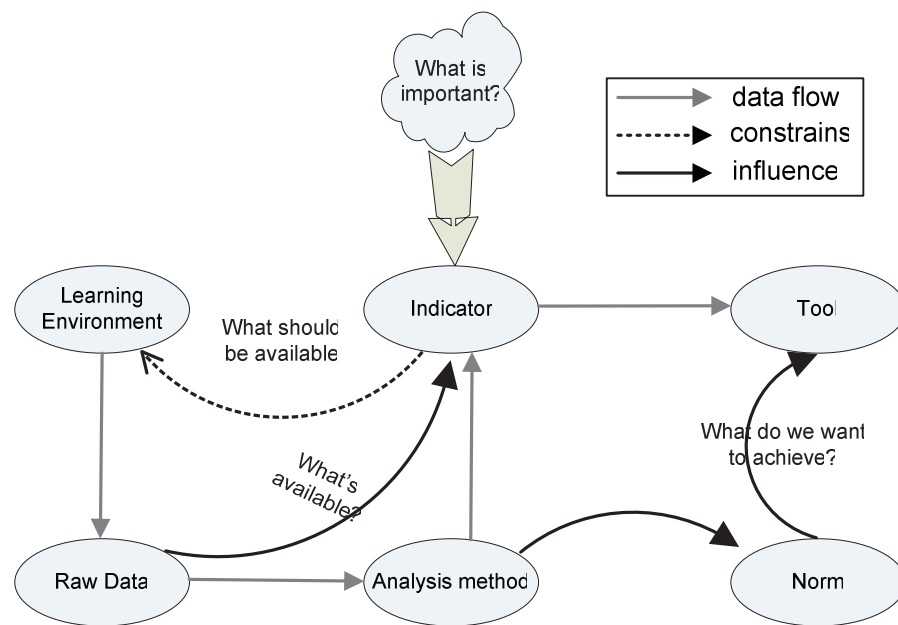 What is
important?
data flow
constrains
influence
Learning
Environment
What should
be available
Indicator
Tool
What's
available?
What do we want
to achieve?
Raw Data
Analysis method
Norm